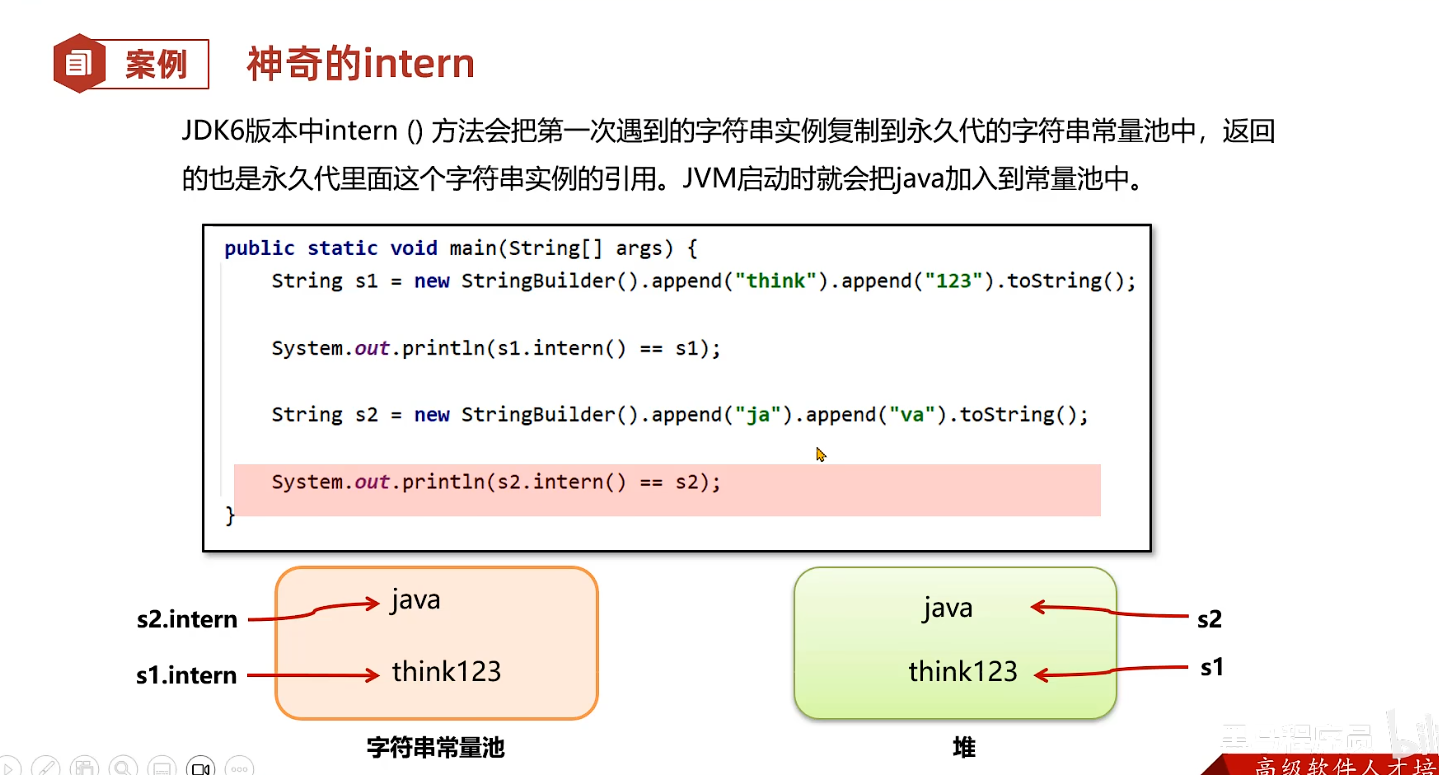 案例
神奇的intern
JDK6版本中intern () 方法会把第一次遇到的字符串实例复制到永久代的字符串常量池中，返回
的也是永久代里面这个字符串实例的引用。JVM启动时就会把java加入到常量池中。
public static void main(String[] args) {
String s1 = new StringBuilder().append("think").append("123").toString();
System.out.println(s1.intern() == s1);
String s2 = new StringBuilder().append("ja").append("va").toString();
System.out.println(s2.intern() == s2);
}
s2.intern
java
s1.intern
think123
字符串常量池
java
s2
think123
s1
堆
高级软件人才培